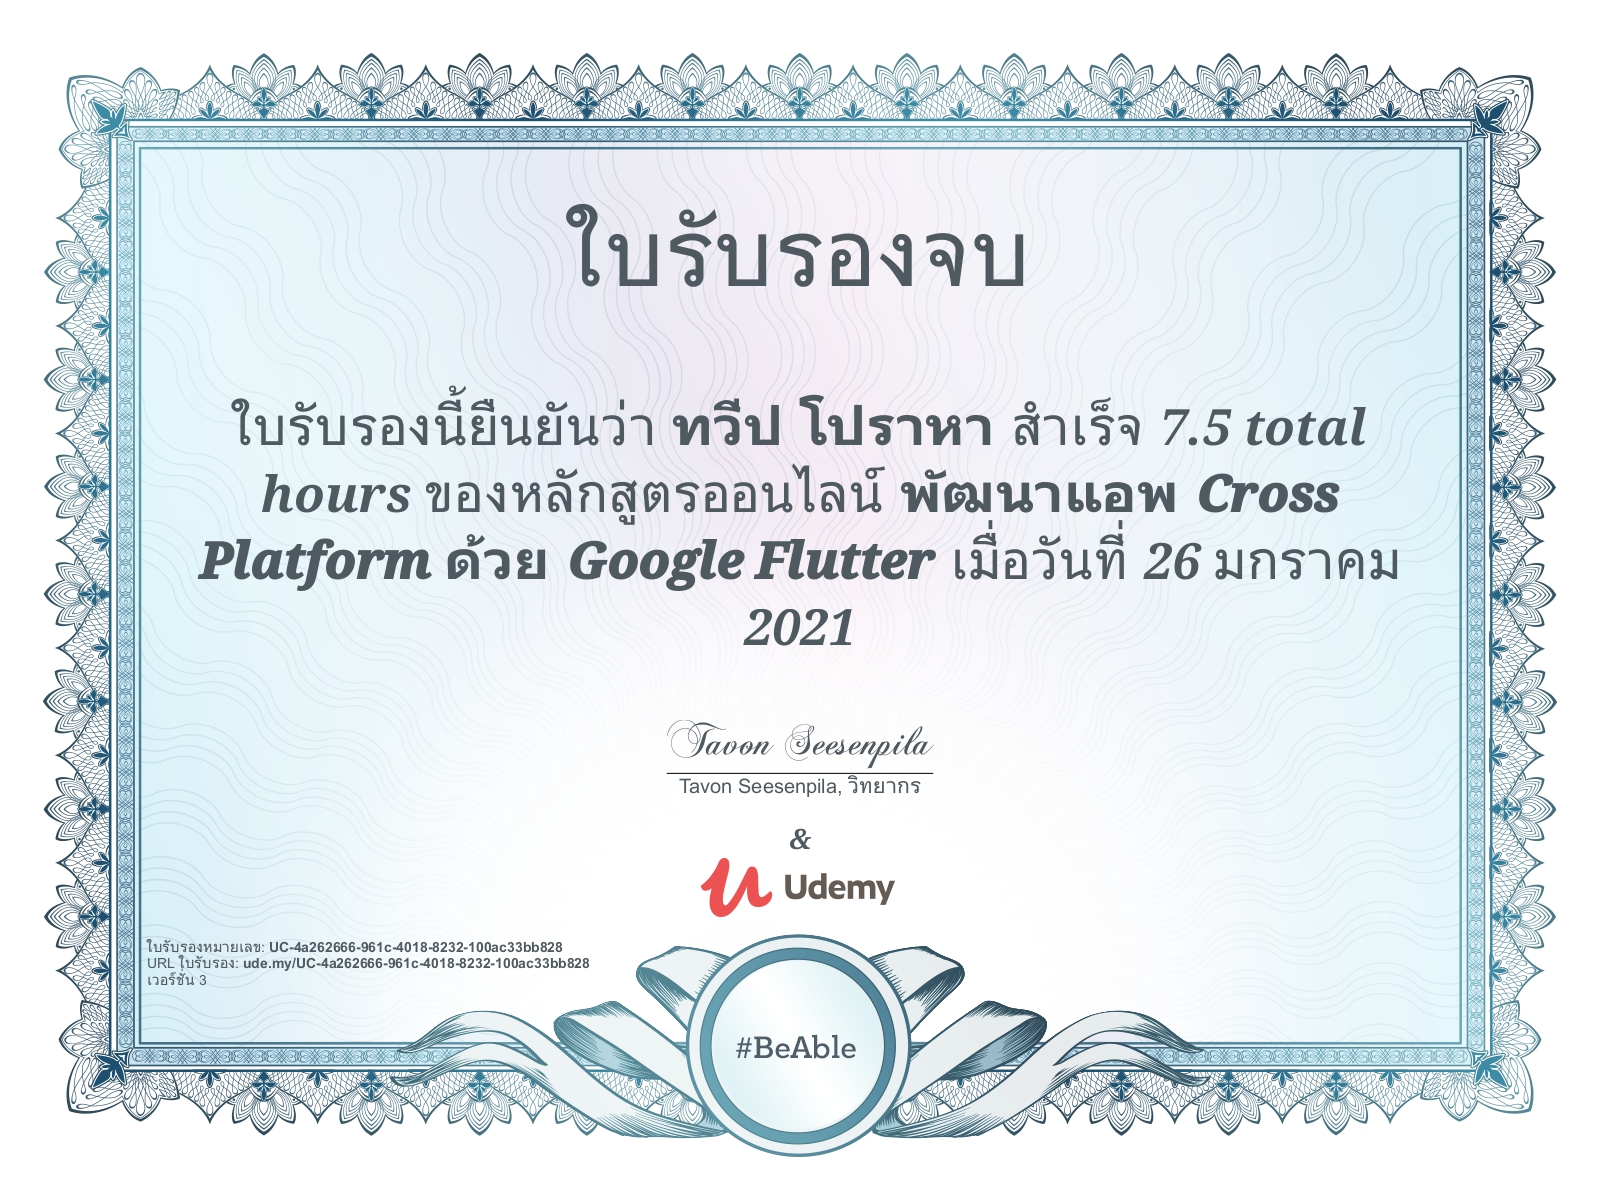 ใบรับรองจบ
ใบรับรองนี้ยืนยันว่า ทวีป โปราหา สำเร็จ 7.5 total
hours ของหลักสูตรออนไลน์ พัฒนาแอพ Cross
Platform ด้วย Google Flutter เมื่อวันที่ 26 มกราคม
2021
Tavon Seesenpila
Tavon Seesenpila, วิทยากร
&
Udemy
ใบรับรองหมายเลข: UC-4a262666-961c-4018-8232-100ac33bb828
URL ใบรับรอง: ude.my/UC-4a262666-961c-4018-8232-100ac33bb828
เวอร์ชั่น 3
#BeAble